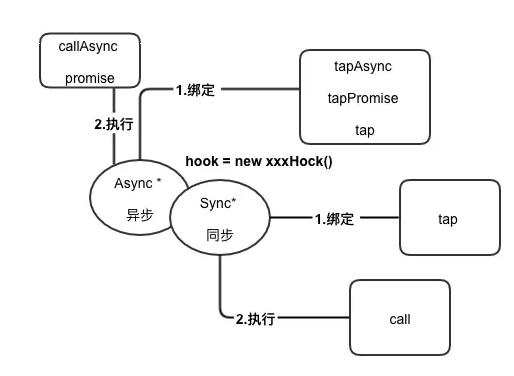 callAsync
promise
1.绑定
tapAsync
tapPromise
tap
2.执行
hook = new xxxHock()
Async *
异步
Sync*
同步
1.绑定
tap
2.执行
call